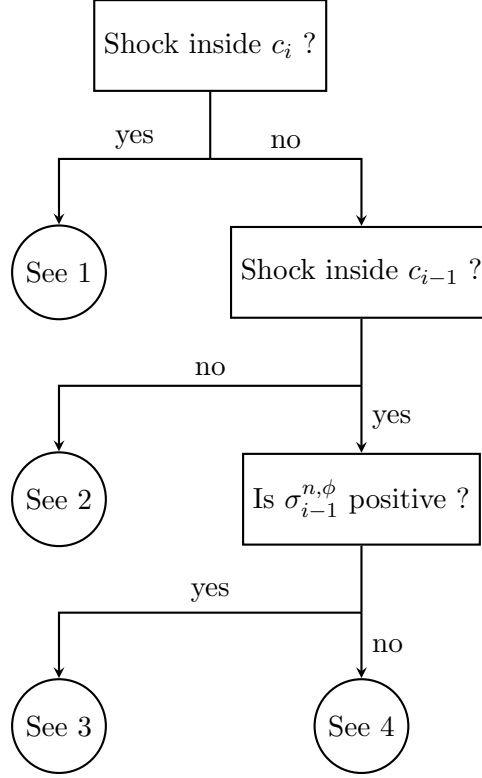 Shock inside c_i ?
yes
no
See 1
Shock inside c_{i−1} ?
no
yes
See 2
Is σ_{i−1}^{n,ϕ} positive ?
yes
no
See 3
See 4